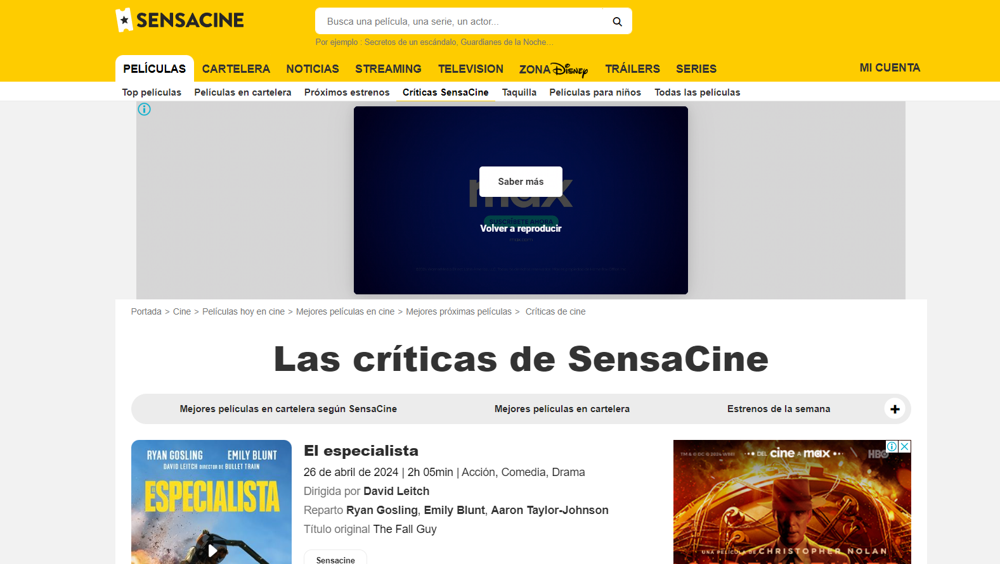 SENSACINE
Busca una película, una serie, un actor...
Por ejemplo : Secretos de un escándalo, Guardianes de la Noche...
PELÍCULAS CARTELERA NOTICIAS STREAMING TELEVISION ZONA Disney TRÁILERS SERIES MI CUENTA
Top películas Películas en cartelera Próximos estrenos Críticas SensaCine Taquilla Películas para niños Todas las películas
Saber más
max
SUSCRÍBETE AHORA
Volver a reproducir
max.com
Portada > Cine > Películas hoy en cine > Mejores películas en cine > Mejores próximas películas > Críticas de cine
Las críticas de SensaCine
Mejores películas en cartelera según SensaCine Mejores películas en cartelera Estrenos de la semana
RYAN GOSLING EMILY BLUNT
DAVID LEITCH DIRECTOR DE BULLET TRAIN
EL ESPECIALISTA
El especialista
26 de abril de 2024 | 2h 05min | Acción, Comedia, Drama
Dirigida por David Leitch
Reparto Ryan Gosling, Emily Blunt, Aaron Taylor-Johnson
Título original The Fall Guy
Sensacine
TM & © DC © 2024 WBEI DEL cine A max HBO
UNA PELÍCULA DE CHRISTOPHER NOLAN